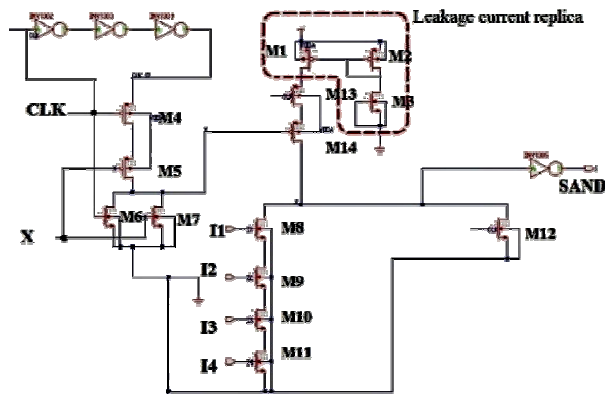 Leakage current replica
M1
M2
M13
M3
CLK
M4
M14
M5
SAND
M6
M7
X
I1
M8
M12
I2
M9
I3
M10
I4
M11